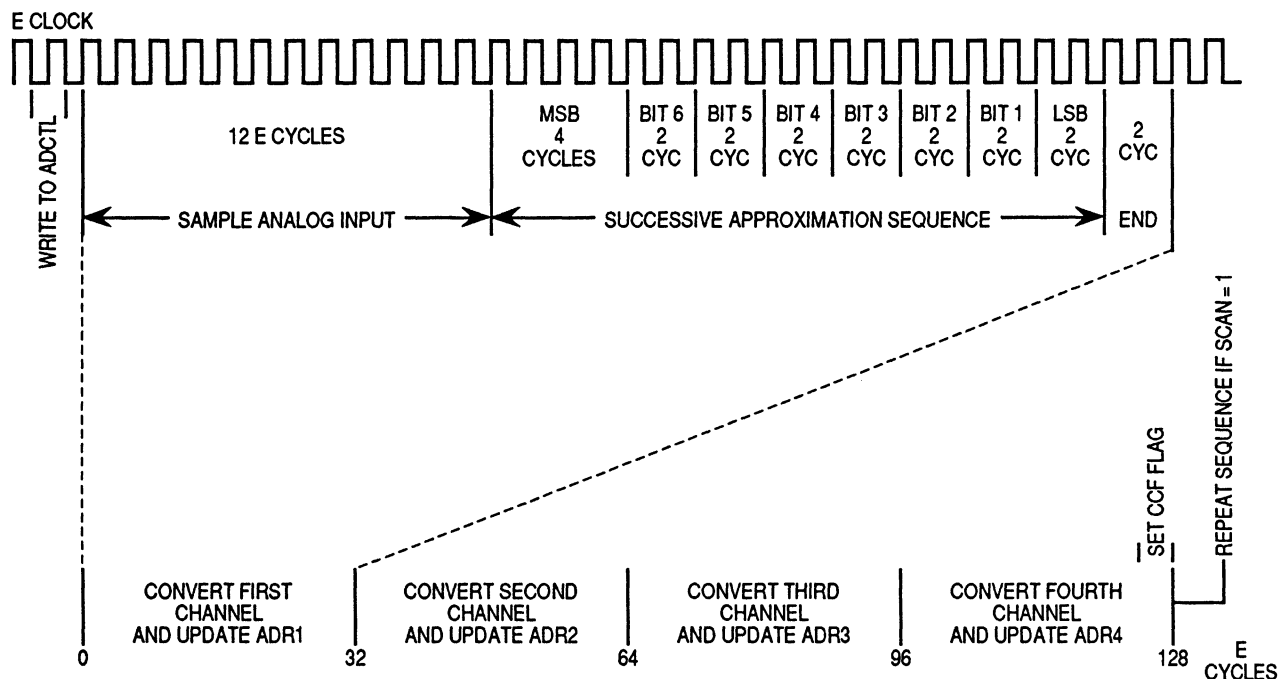 E CLOCK
WRITE TO ADCTL
12 E CYCLES
MSB
4
CYCLES
BIT 6
2
CYC
BIT 5
2
CYC
BIT 4
2
CYC
BIT 3
2
CYC
BIT 2
2
CYC
BIT 1
2
CYC
LSB
2
CYC
2
CYC
SAMPLE ANALOG INPUT
SUCCESSIVE APPROXIMATION SEQUENCE
END
SET CCF FLAG
REPEAT SEQUENCE IF SCAN = 1
CONVERT FIRST
CHANNEL
AND UPDATE ADR1
CONVERT SECOND
CHANNEL
AND UPDATE ADR2
CONVERT THIRD
CHANNEL
AND UPDATE ADR3
CONVERT FOURTH
CHANNEL
AND UPDATE ADR4
0
32
64
96
128
E
CYCLES